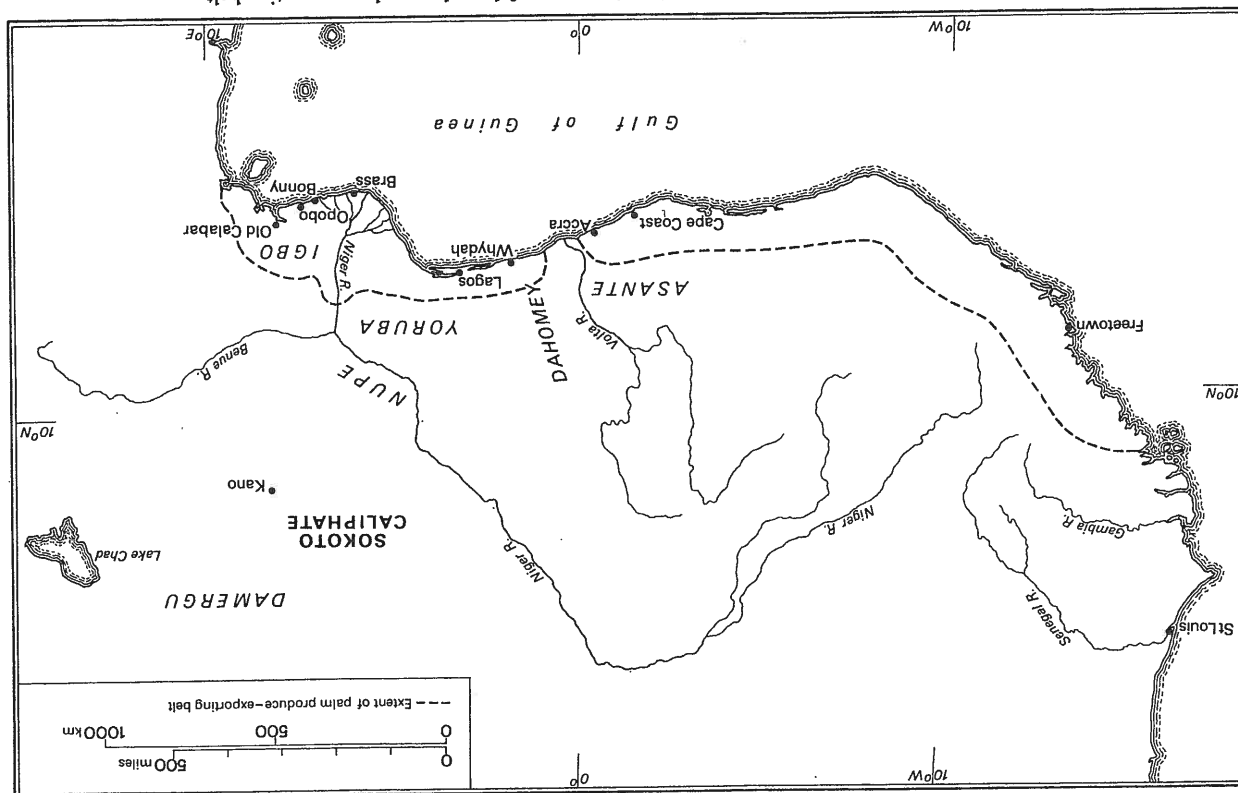 10°W
0°
0 500 miles
0 500 1000 km
Extent of palm produce-exporting belt
St Louis
Senegal R.
DAMERGU
Lake Chad
Gambia R.
Niger R.
Niger R.
SOKOTO
CALIPHATE
Kano
10°N
10°N
NUPE
Benue R.
Freetown
Volta R.
DAHOMEY
YORUBA
ASANTE
Lagos
Whydah
Niger R.
IGBO
Old Calabar
Accra
Cape Coast
Opobo
Bonny
Brass
Gulf of Guinea
10°W
0°
10°E